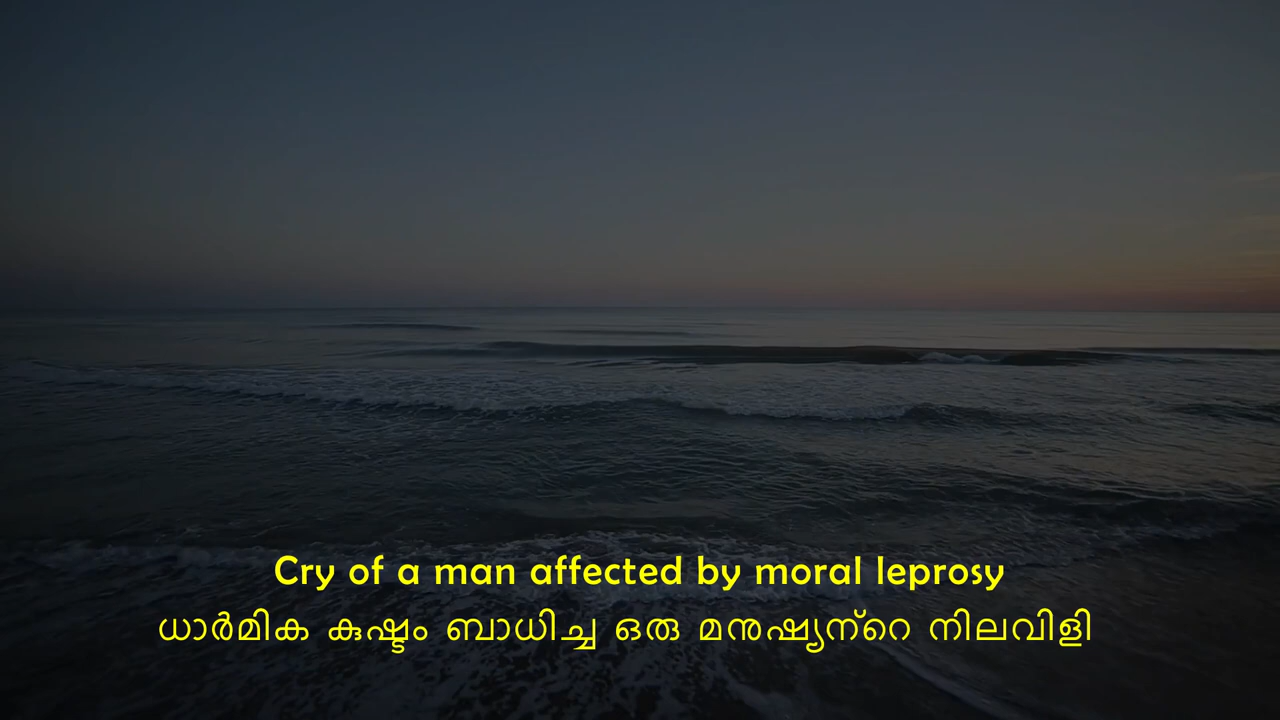 Cry of a man affected by moral leprosy
ധാർമിക കുഷ്ടം ബാധിച്ച ഒരു മനുഷ്യന്റെ നിലവിളി